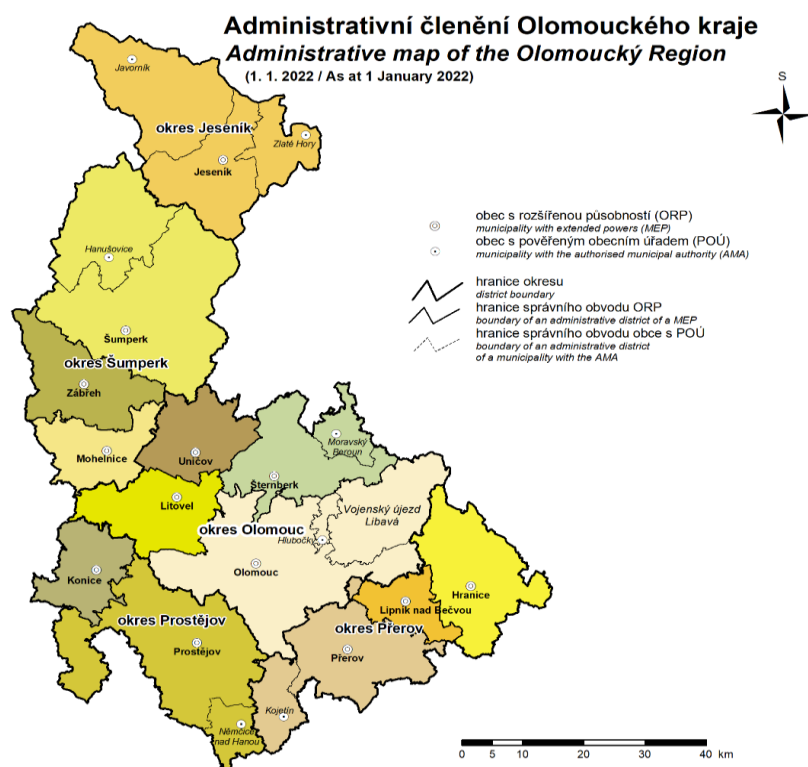 Administrativní členění Olomouckého kraje
Administrative map of the Olomoucký Region
(1. 1. 2022 / As at 1 January 2022)
S
Javorník
okres Jeseník
Zlaté Hory
Jeseník
obec s rozšířenou působností (ORP)
municipality with extended powers (MEP)
obec s pověřeným obecním úřadem (POÚ)
municipality with the authorised municipal authority (AMA)
hranice okresu
district boundary
hranice správního obvodu ORP
boundary of an administrative district of a MEP
hranice správního obvodu obce s POÚ
boundary of an administrative district
of a municipality with the AMA
Hanušovice
Šumperk
okres Šumperk
Zábřeh
Mohelnice
Uničov
Moravský
Beroun
Šternberk
Litovel
Vojenský újezd
Libavá
okres Olomouc
Hlubočky
Olomouc
Konice
Hranice
Lipník nad Bečvou
okres Prostějov
okres Přerov
Prostějov
Přerov
Kojetín
Němčice
nad Hanou
0 5 10 20 30 40 km